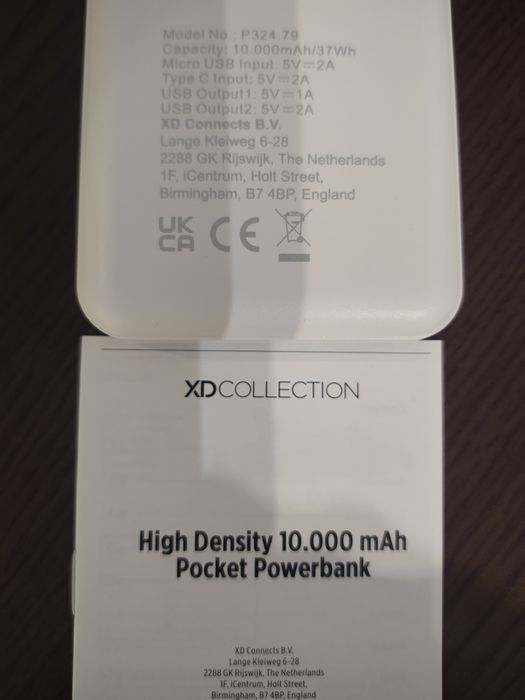 Model No.: P324.79
Capacity: 10.000mAh/37Wh
Micro USB Input: 5V⎓2A
Type C Input: 5V⎓2A
USB Output1: 5V⎓1A
USB Output2: 5V⎓2A
XD Connects B.V.
Lange Kleiweg 6-28
2288 GK Rijswijk, The Netherlands
1F, iCentrum, Holt Street,
Birmingham, B7 4BP, England
UK
CA CE
XDCOLLECTION
High Density 10.000 mAh
Pocket Powerbank
XD Connects B.V.
Lange Kleiweg 6-28
2288 GK Rijswijk, The Netherlands
1F, iCentrum, Holt Street,
Birmingham, B7 4BP, England